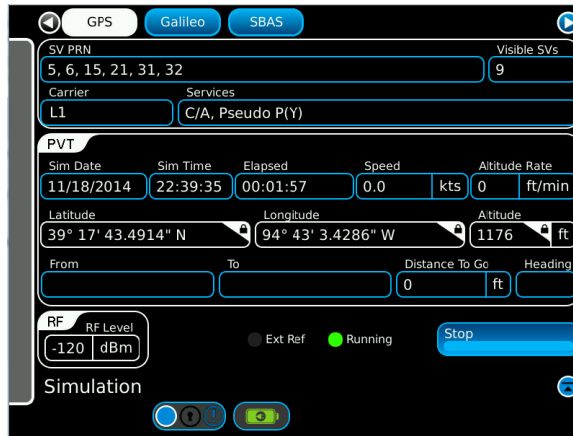 GPS Galileo SBAS
SV PRN Visible SVs
5, 6, 15, 21, 31, 32 9
Carrier Services
L1 C/A, Pseudo P(Y)
PVT
Sim Date Sim Time Elapsed Speed Altitude Rate
11/18/2014 22:39:35 00:01:57 0.0 kts 0 ft/min
Latitude Longitude Altitude
39° 17' 43.4914" N 94° 43' 3.4286" W 1176 ft
From To Distance To Go Heading
0 ft
RF RF Level
-120 dBm Ext Ref Running Stop
Simulation